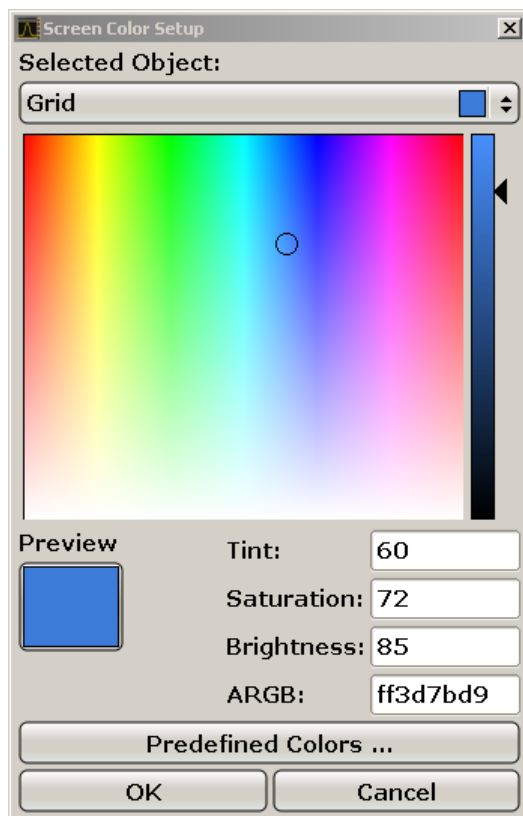 Screen Color Setup
Selected Object:
Grid
Preview
Tint: 60
Saturation: 72
Brightness: 85
ARGB: ff3d7bd9
Predefined Colors ...
OK Cancel